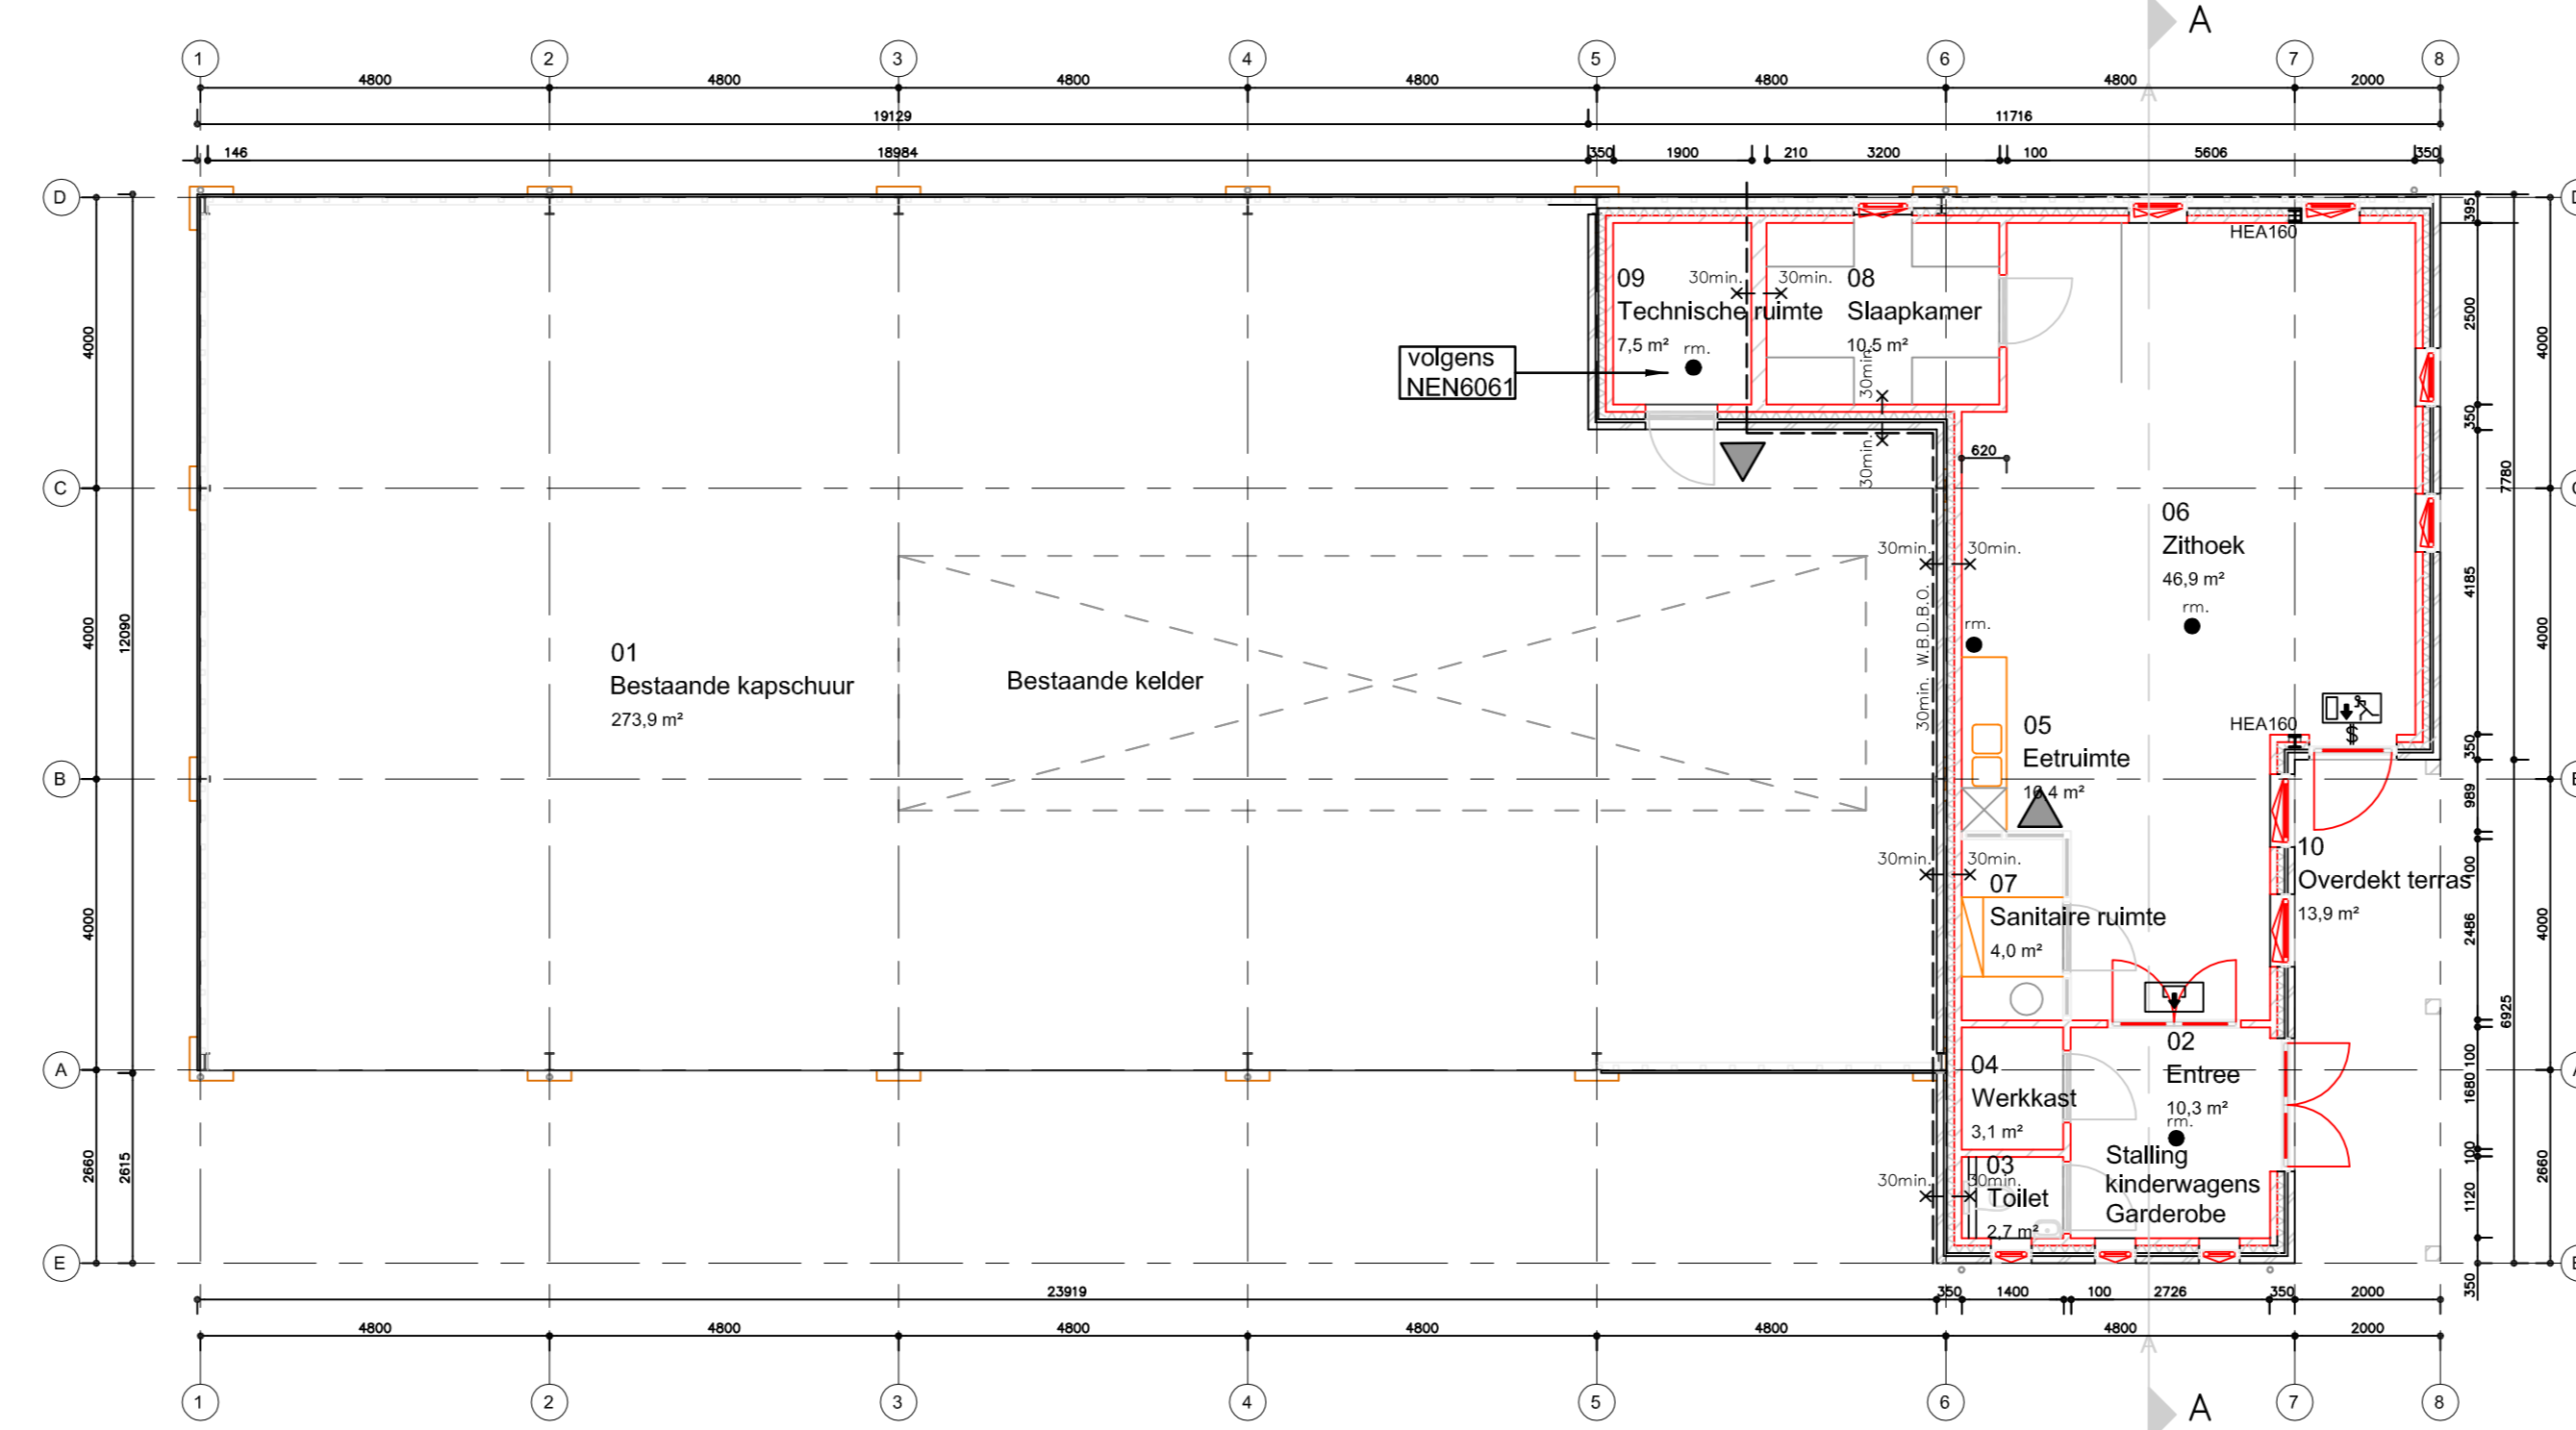 A
1 2 3 4 5 6 7 8
4800 4800 4800 4800 4800 4800 2000
A
19129 11716
146 18984 350 1900 210 3200 100 5606 350
D
HEA160
395
09
Technische ruimte
7,5 m²
rm.
30min. 30min.
08
Slaapkamer
10,5 m²
30min.
30min.
volgens
NEN6061
4000
2500
4000
350
620
C
7780
06
Zithoek
46,9 m²
rm.
30min. 30min.
30min. W.B.D.B.O.
rm.
4000
12090
4185
4000
01
Bestaande kapschuur
273,9 m²
Bestaande kelder
HEA160
05
Eetruimte
16,4 m²
350
B
989
10
Overdekt terras
13,9 m²
30min. 30min.
07
Sanitaire ruimte
4,0 m²
4000
2486
4000
6925
02
Entree
10,3 m²
rm.
A
100
1680
04
Werkkast
3,1 m²
100
Stalling
kinderwagens
Garderobe
30min. 30min.
03
Toilet
2,7 m²
2660
2615
1120
2660
E
350
23919 350 1400 100 2726 350 2000
4800 4800 4800 4800 4800 4800 2000
A
1 2 3 4 5 6 7 8
A